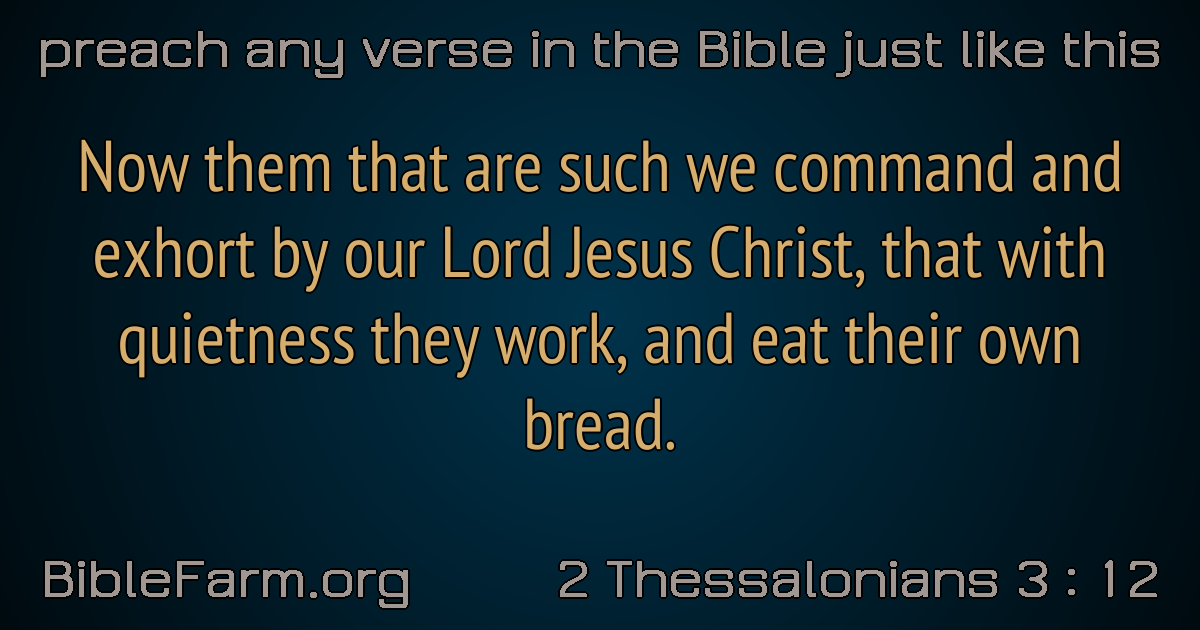 preach any verse in the Bible just like this
Now them that are such we command and
exhort by our Lord Jesus Christ, that with
quietness they work, and eat their own
bread.
BibleFarm.org
2 Thessalonians 3 : 12